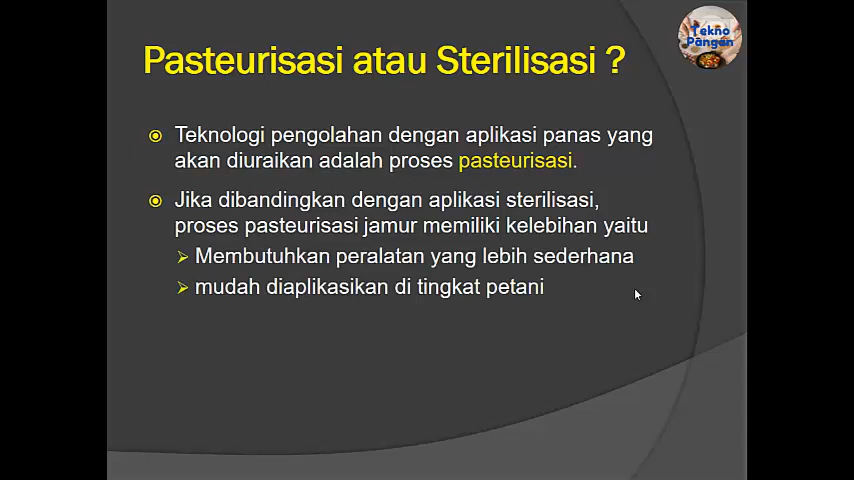 Tekno
Pangan
Pasteurisasi atau Sterilisasi ?
Teknologi pengolahan dengan aplikasi panas yang
akan diuraikan adalah proses pasteurisasi.
Jika dibandingkan dengan aplikasi sterilisasi,
proses pasteurisasi jamur memiliki kelebihan yaitu
Membutuhkan peralatan yang lebih sederhana
mudah diaplikasikan di tingkat petani